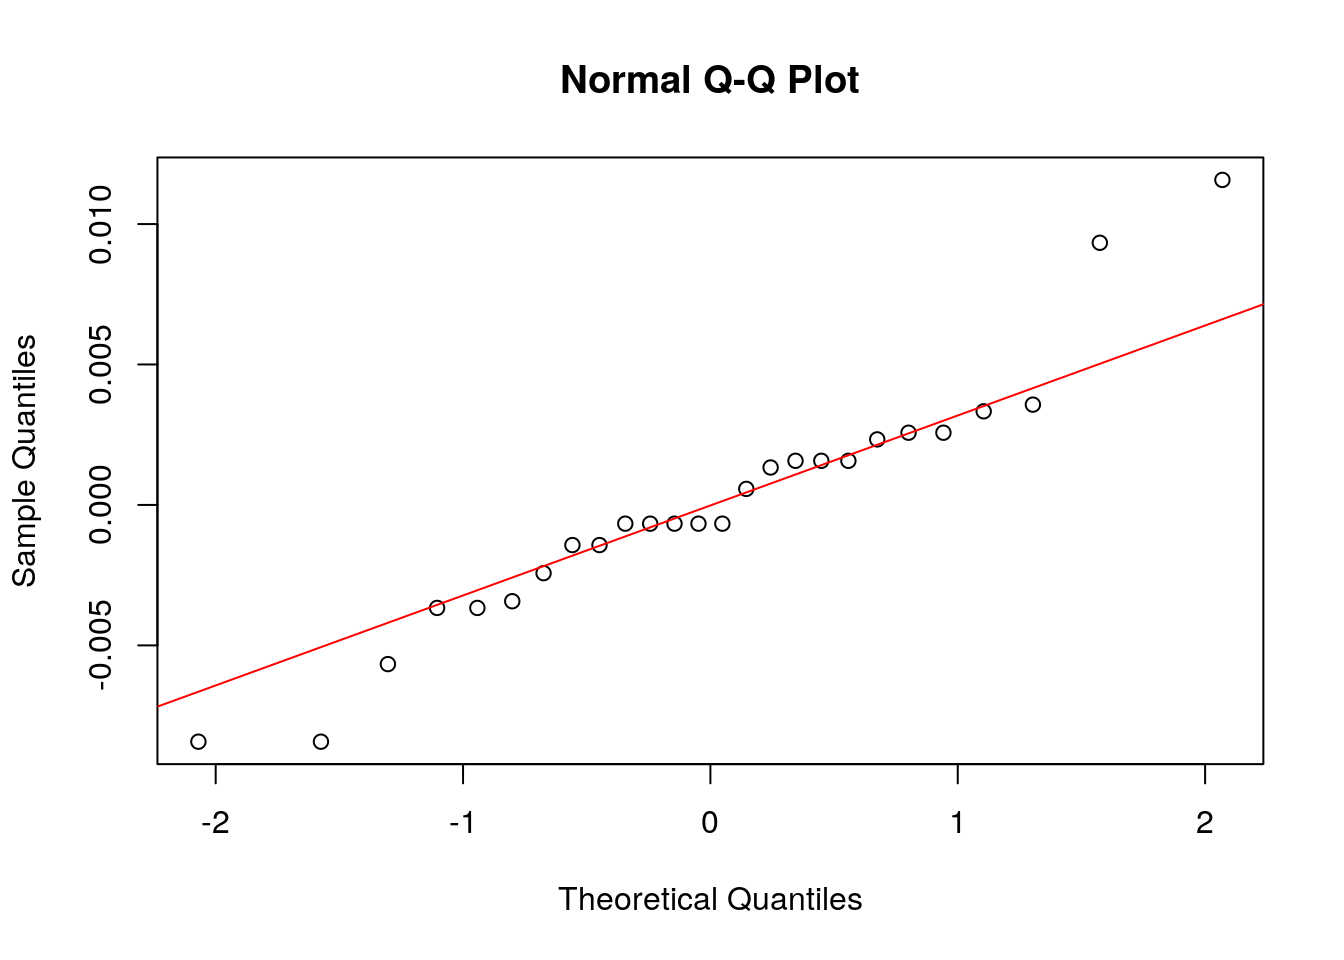 Normal Q-Q Plot
Sample Quantiles
0.010
0.005
0.000
-0.005
-2 -1 0 1 2
Theoretical Quantiles